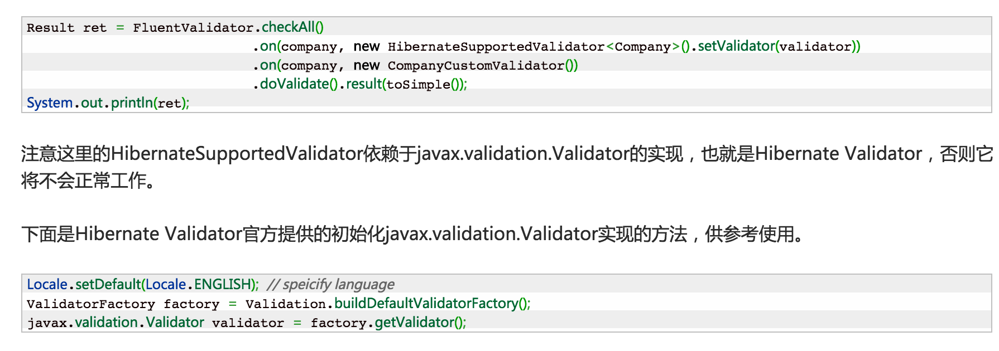 Result ret = FluentValidator.checkAll()
.on(company, new HibernateSupportedValidator<Company>().setValidator(validator))
.on(company, new CompanyCustomValidator())
.doValidate().result(toSimple());
System.out.println(ret);
注意这里的HibernateSupportedValidator依赖于javax.validation.Validator的实现，也就是Hibernate Validator，否则它
将不会正常工作。
下面是Hibernate Validator官方提供的初始化javax.validation.Validator实现的方法，供参考使用。
Locale.setDefault(Locale.ENGLISH); // speicify language
ValidatorFactory factory = Validation.buildDefaultValidatorFactory();
javax.validation.Validator validator = factory.getValidator();